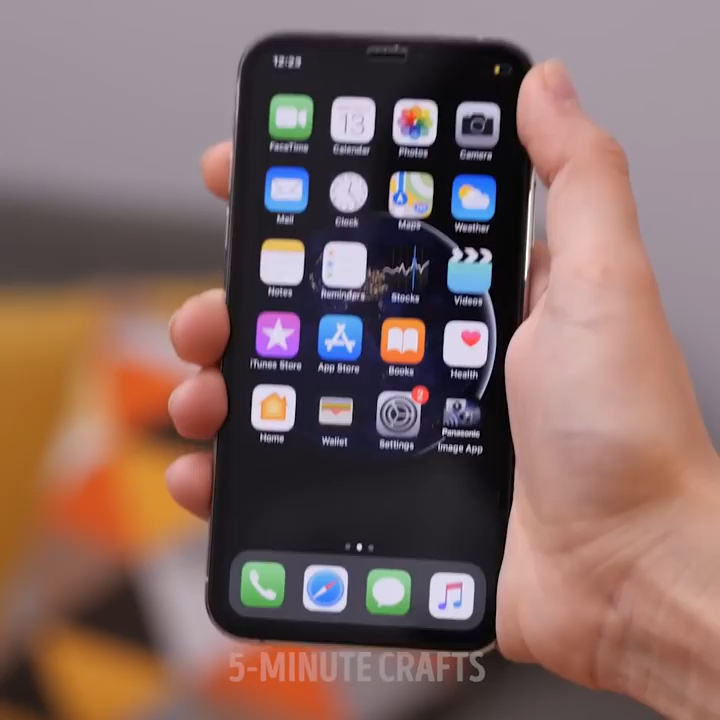 12:23
FaceTime
13
Calendar
Photos
Camera
Mail
Clock
Maps
Weather
Notes
Reminders
Stocks
Videos
iTunes Store
App Store
Books
Health
Home
Wallet
2
Settings
Panasonic
Image App
5-MINUTE CRAFTS